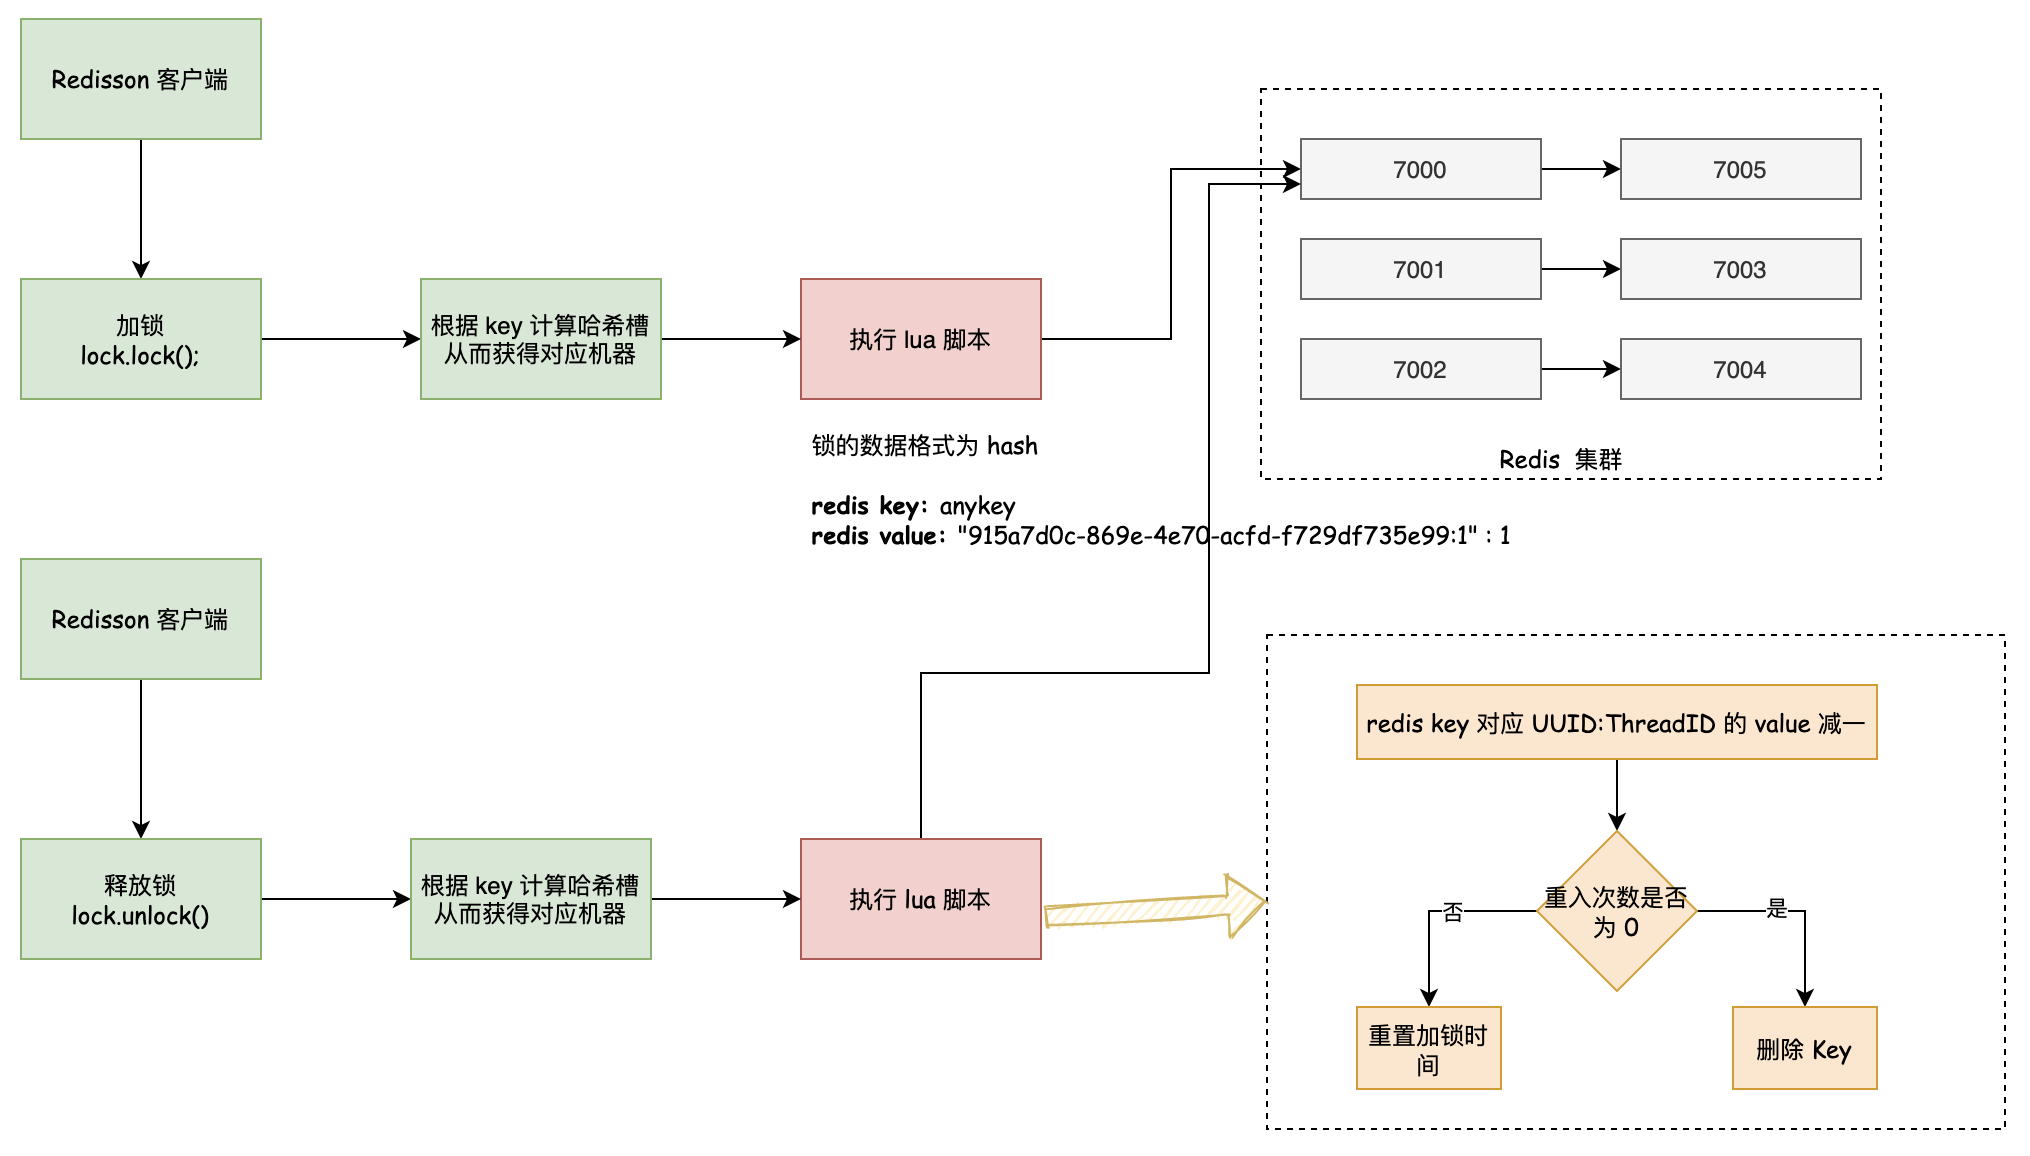 Redisson 客户端
加锁
lock.lock();
根据 key 计算哈希槽
从而获得对应机器
执行 lua 脚本
7000
7005
7001
7003
7002
7004
Redis 集群
锁的数据格式为 hash
redis key: anykey
redis value: "915a7d0c-869e-4e70-acfd-f729df735e99:1" : 1
Redisson 客户端
释放锁
lock.unlock()
根据 key 计算哈希槽
从而获得对应机器
执行 lua 脚本
redis key 对应 UUID:ThreadID 的 value 减一
重入次数是否
为 0
否
是
重置加锁时
间
删除 Key